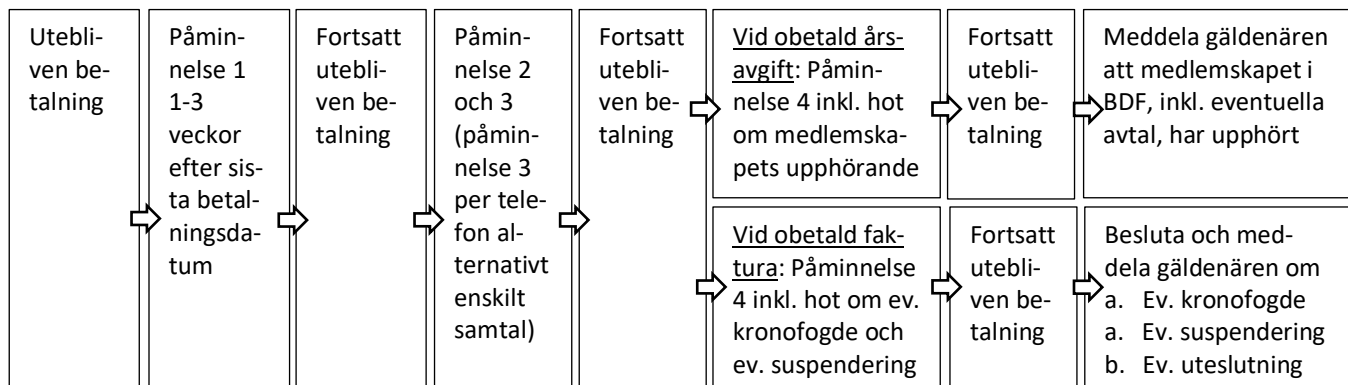 Utebli-
ven be-
talning
Påmin-
nelse 1
1-3
veckor
efter sis-
ta betal-
ningsda-
tum
Fortsatt
utebli-
ven be-
talning
Påmin-
nelse 2
och 3
(påmin-
nelse 3
per tele-
fon al-
ternativt
enskilt
samtal)
Fortsatt
utebli-
ven be-
talning
Vid obetald års-
avgift: Påmin-
nelse 4 inkl. hot
om medlemska-
pets upphörande
Fortsatt
utebli-
ven be-
talning
Meddela gäldenären
att medlemskapet i
BDF, inkl. eventuella
avtal, har upphört
Vid obetald fak-
tura: Påminnelse
4 inkl. hot om ev.
kronofogde och
ev. suspendering
Fortsatt
utebli-
ven be-
talning
Besluta och med-
dela gäldenären om
a. Ev. kronofogde
a. Ev. suspendering
b. Ev. uteslutning